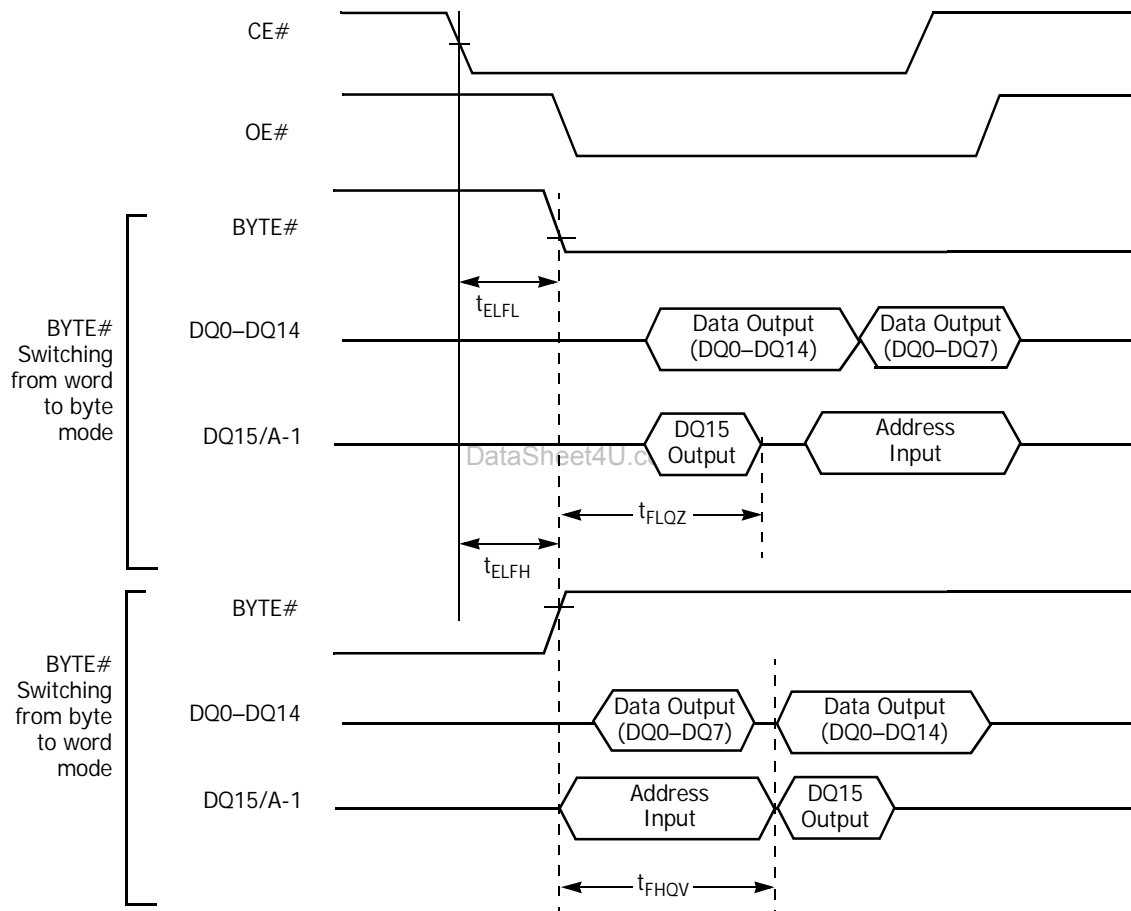 CE#
OE#
BYTE#
tELFL
BYTE#
Switching
from word
to byte
mode
DQ0–DQ14
Data Output
(DQ0–DQ14)
Data Output
(DQ0–DQ7)
DQ15/A-1
DQ15
Output
Address
Input
DataSheet4U.c
tFLQZ
tELFH
BYTE#
BYTE#
Switching
from byte
to word
mode
DQ0–DQ14
Data Output
(DQ0–DQ7)
Data Output
(DQ0–DQ14)
DQ15/A-1
Address
Input
DQ15
Output
tFHQV